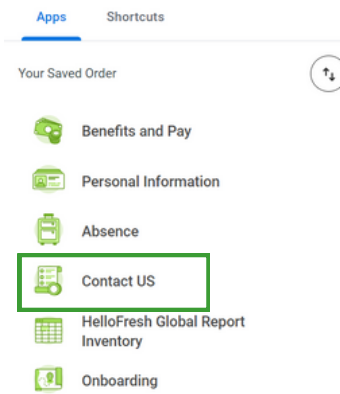 Apps Shortcuts
Your Saved Order
Benefits and Pay
Personal Information
Absence
Contact US
HelloFresh Global Report
Inventory
Onboarding